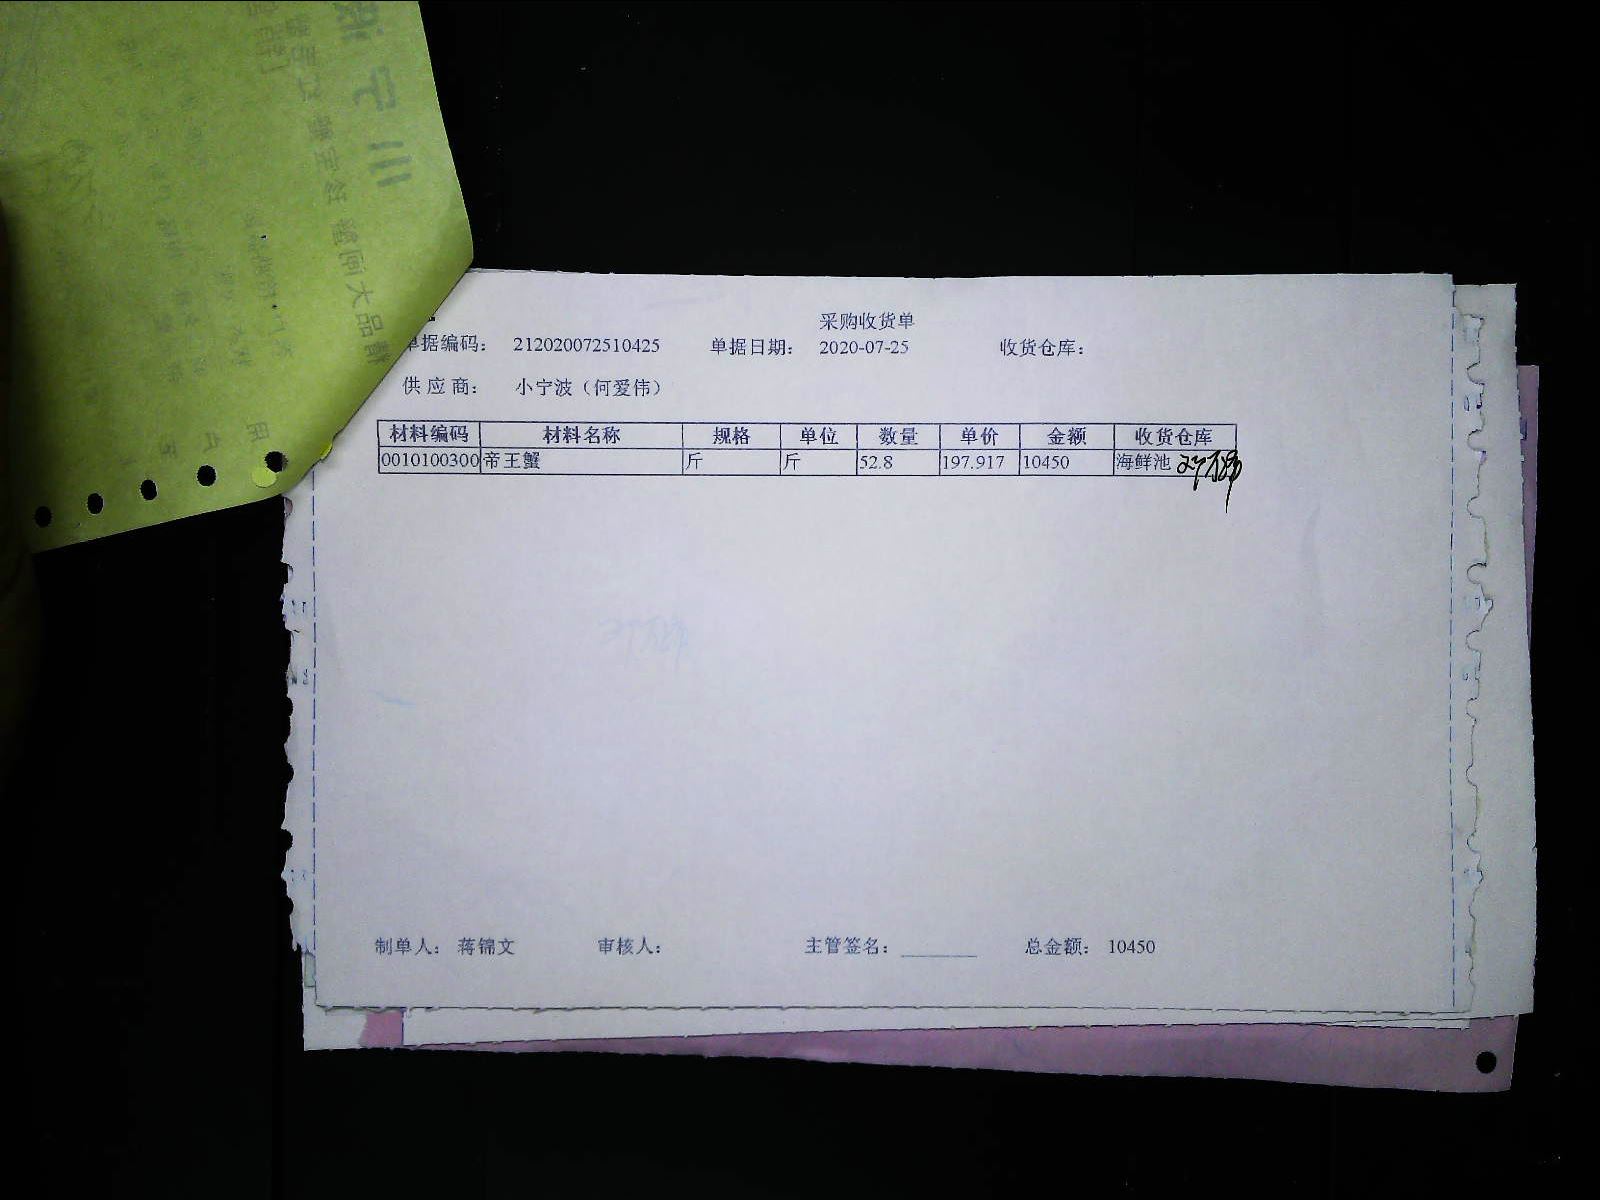 采购收货单
单据编码： 212020072510425 单据日期： 2020-07-25 收货仓库：
供应商： 小宁波（何爱伟）
材料编码 材料名称 规格 单位 数量 单价 金额 收货仓库
0010100300 帝王蟹 斤 斤 52.8 197.917 10450 海鲜池
制单人： 蒋锦文 审核人： 主管签名： 总金额： 10450